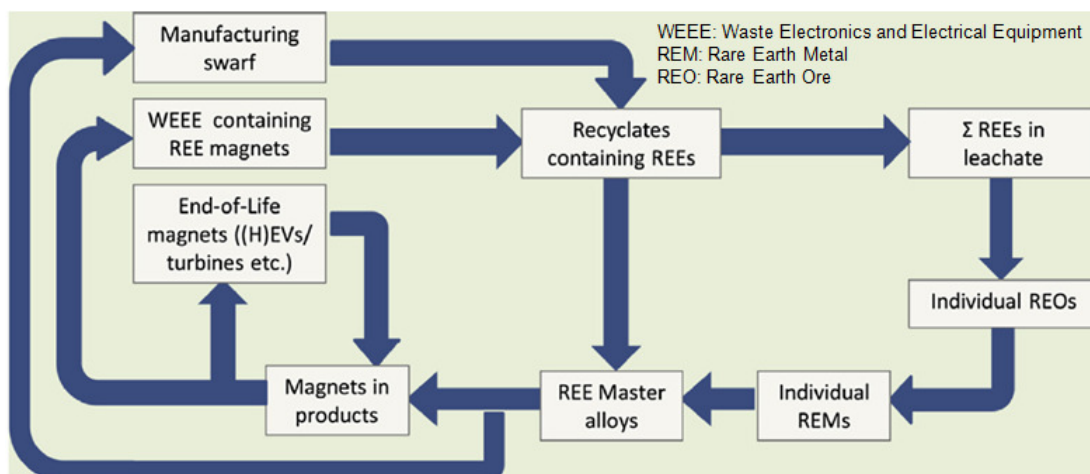 Manufacturing
swarf
WEEE: Waste Electronics and Electrical Equipment
REM: Rare Earth Metal
REO: Rare Earth Ore
WEEE containing
REE magnets
Recyclates
containing REEs
Σ REEs in
leachate
End-of-Life
magnets ((H)EVs/
turbines etc.)
Individual REOs
Magnets in
products
REE Master
alloys
Individual
REMs